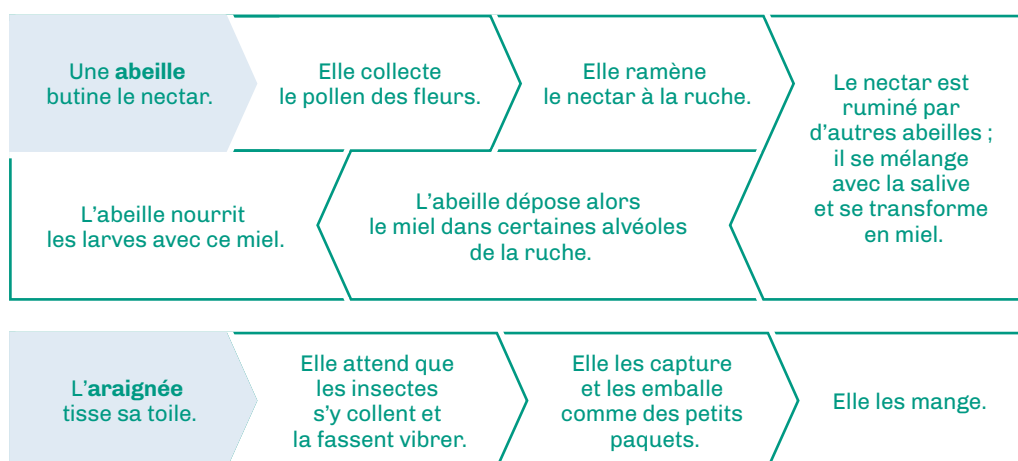 Une abeille
butine le nectar.
Elle collecte
le pollen des fleurs.
Elle ramène
le nectar à la ruche.
Le nectar est
ruminé par
d'autres abeilles ;
il se mélange
avec la salive
et se transforme
en miel.
L'abeille dépose alors
le miel dans certaines alvéoles
de la ruche.
L'abeille nourrit
les larves avec ce miel.
L'araignée
tisse sa toile.
Elle attend que
les insectes
s'y collent et
la fassent vibrer.
Elle les capture
et les emballe
comme des petits
paquets.
Elle les mange.